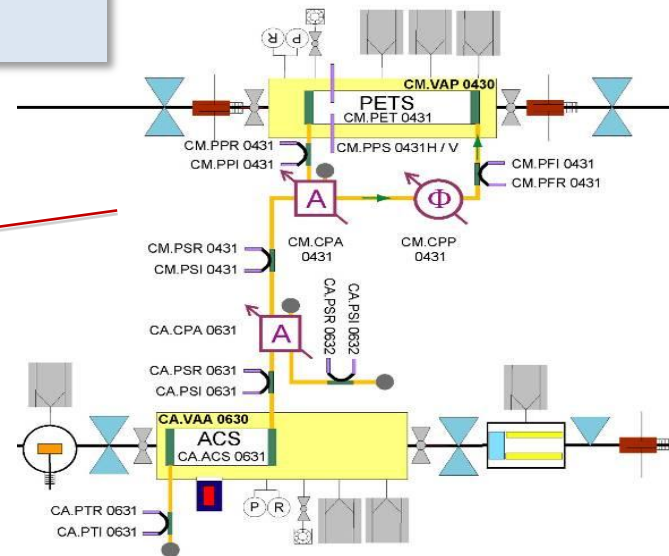 R
P
CM.VAP 0430
PETS
CM.PET 0431
CM.PPR 0431
CM.PPI 0431
CM.PPS 0431H / V
CM.PFI 0431
CM.PFR 0431
A
Φ
CM.CPA
0431
CM.CPP
0431
CM.PSR 0431
CM.PSI 0431
CA.PSR 0632
CA.PSI 0632
CA.CPA 0631
A
CA.PSR 0631
CA.PSI 0631
CA.VAA 0630
ACS
CA.ACS 0631
P
R
CA.PTR 0631
CA.PTI 0631